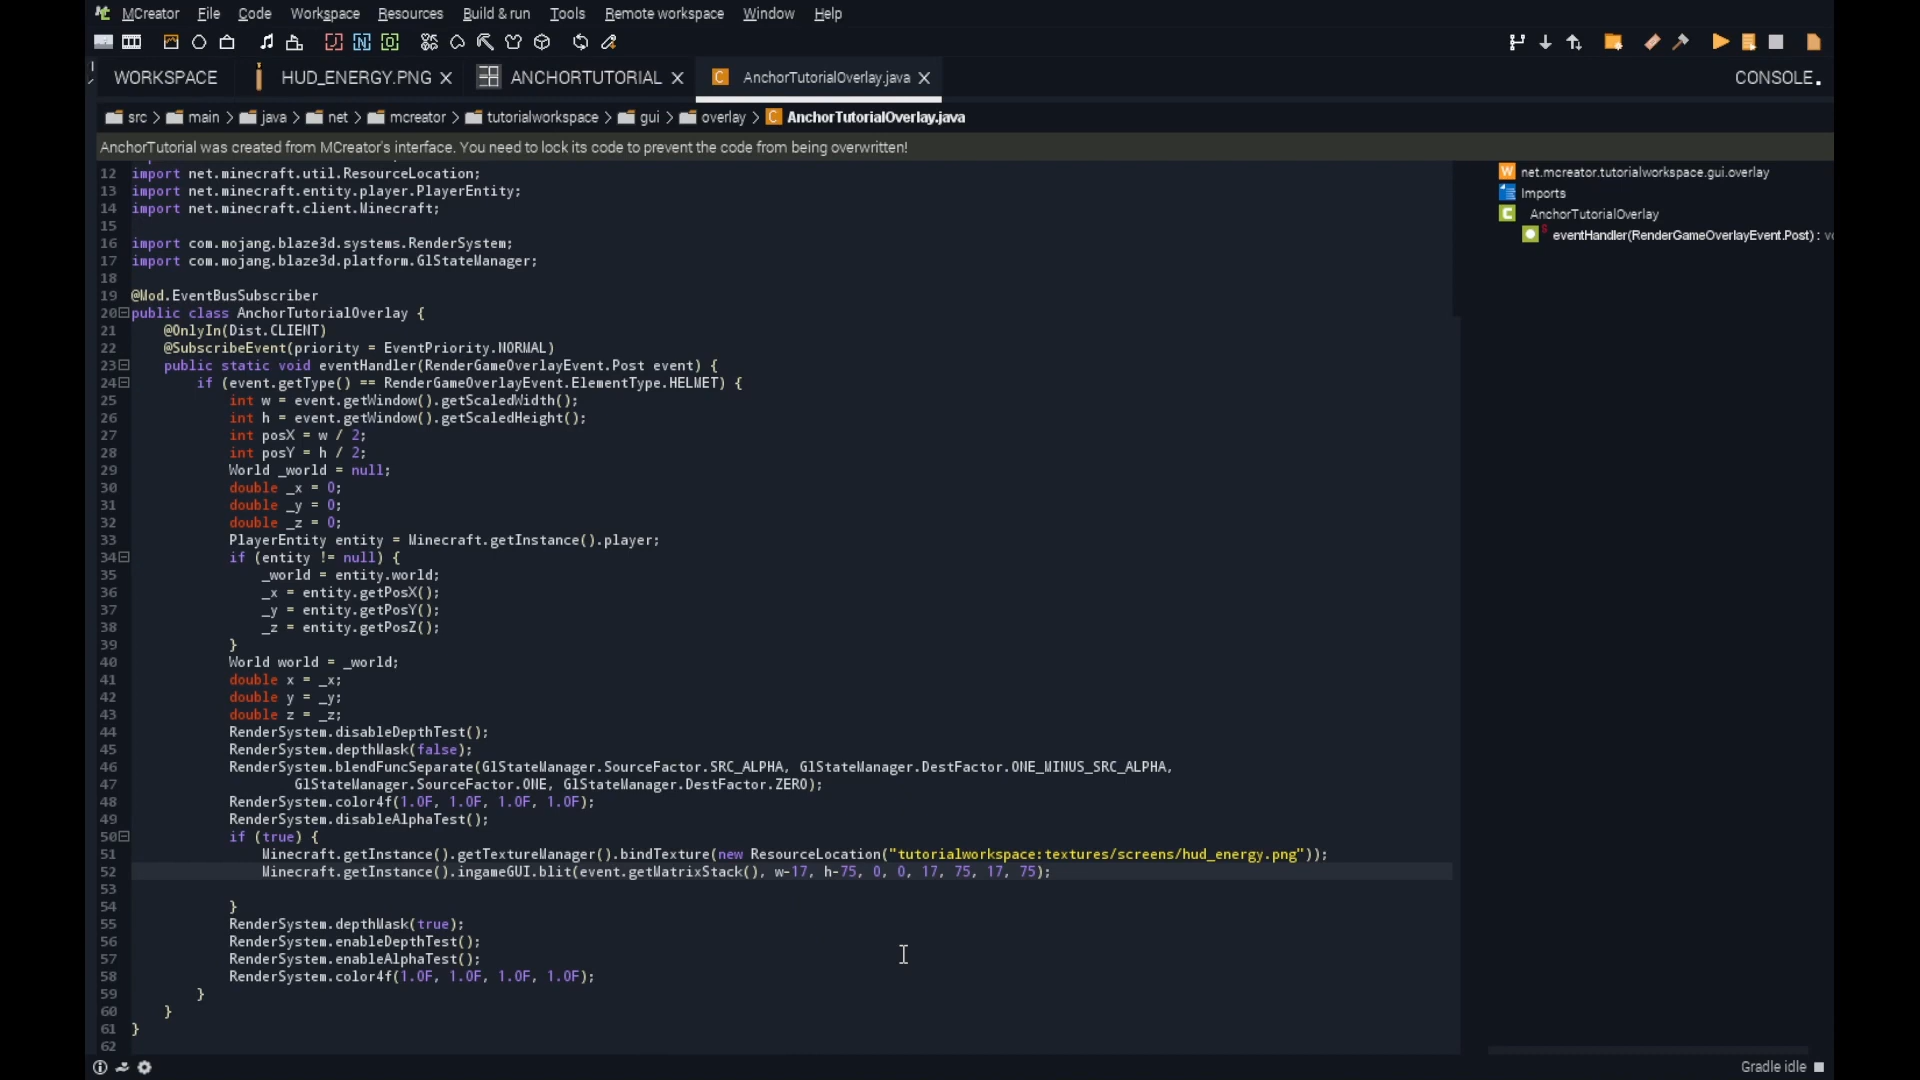 MCreator File Code Workspace Resources Build & run Tools Remote workspace Window Help
WORKSPACE HUD_ENERGY.PNG ANCHORTUTORIAL AnchorTutorialOverlay.java CONSOLE
src > main > java > net > mcreator > tutorialworkspace > gui > overlay > AnchorTutorialOverlay.java
AnchorTutorial was created from MCreator's interface. You need to lock its code to prevent the code from being overwritten!
12 import net.minecraft.util.ResourceLocation;
13 import net.minecraft.entity.player.PlayerEntity;
14 import net.minecraft.client.Minecraft;
15
16 import com.mojang.blaze3d.systems.RenderSystem;
17 import com.mojang.blaze3d.platform.GlStateManager;
18
19 @Mod.EventBusSubscriber
20 public class AnchorTutorialOverlay {
21 @OnlyIn(Dist.CLIENT)
22 @SubscribeEvent(priority = EventPriority.NORMAL)
23 public static void eventHandler(RenderGameOverlayEvent.Post event) {
24 if (event.getType() == RenderGameOverlayEvent.ElementType.HELMET) {
25 int w = event.getWindow().getScaledWidth();
26 int h = event.getWindow().getScaledHeight();
27 int posX = w / 2;
28 int posY = h / 2;
29 World _world = null;
30 double _x = 0;
31 double _y = 0;
32 double _z = 0;
33 PlayerEntity entity = Minecraft.getInstance().player;
34 if (entity != null) {
35 _world = entity.world;
36 _x = entity.getPosX();
37 _y = entity.getPosY();
38 _z = entity.getPosZ();
39 }
40 World world = _world;
41 double x = _x;
42 double y = _y;
43 double z = _z;
44 RenderSystem.disableDepthTest();
45 RenderSystem.depthMask(false);
46 RenderSystem.blendFuncSeparate(GlStateManager.SourceFactor.SRC_ALPHA, GlStateManager.DestFactor.ONE_MINUS_SRC_ALPHA,
47 GlStateManager.SourceFactor.ONE, GlStateManager.DestFactor.ZERO);
48 RenderSystem.color4f(1.0F, 1.0F, 1.0F, 1.0F);
49 RenderSystem.disableAlphaTest();
50 if (true) {
51 Minecraft.getInstance().getTextureManager().bindTexture(new ResourceLocation("tutorialworkspace:textures/screens/hud_energy.png"));
52 Minecraft.getInstance().ingameGUI.blit(event.getMatrixStack(), w-17, h-75, 0, 0, 17, 75, 17, 75);
53
54 }
55 RenderSystem.depthMask(true);
56 RenderSystem.enableDepthTest();
57 RenderSystem.enableAlphaTest();
58 RenderSystem.color4f(1.0F, 1.0F, 1.0F, 1.0F);
59 }
60 }
61 }
62
net.mcreator.tutorialworkspace.gui.overlay
Imports
AnchorTutorialOverlay
eventHandler(RenderGameOverlayEvent.Post) :
Gradle idle